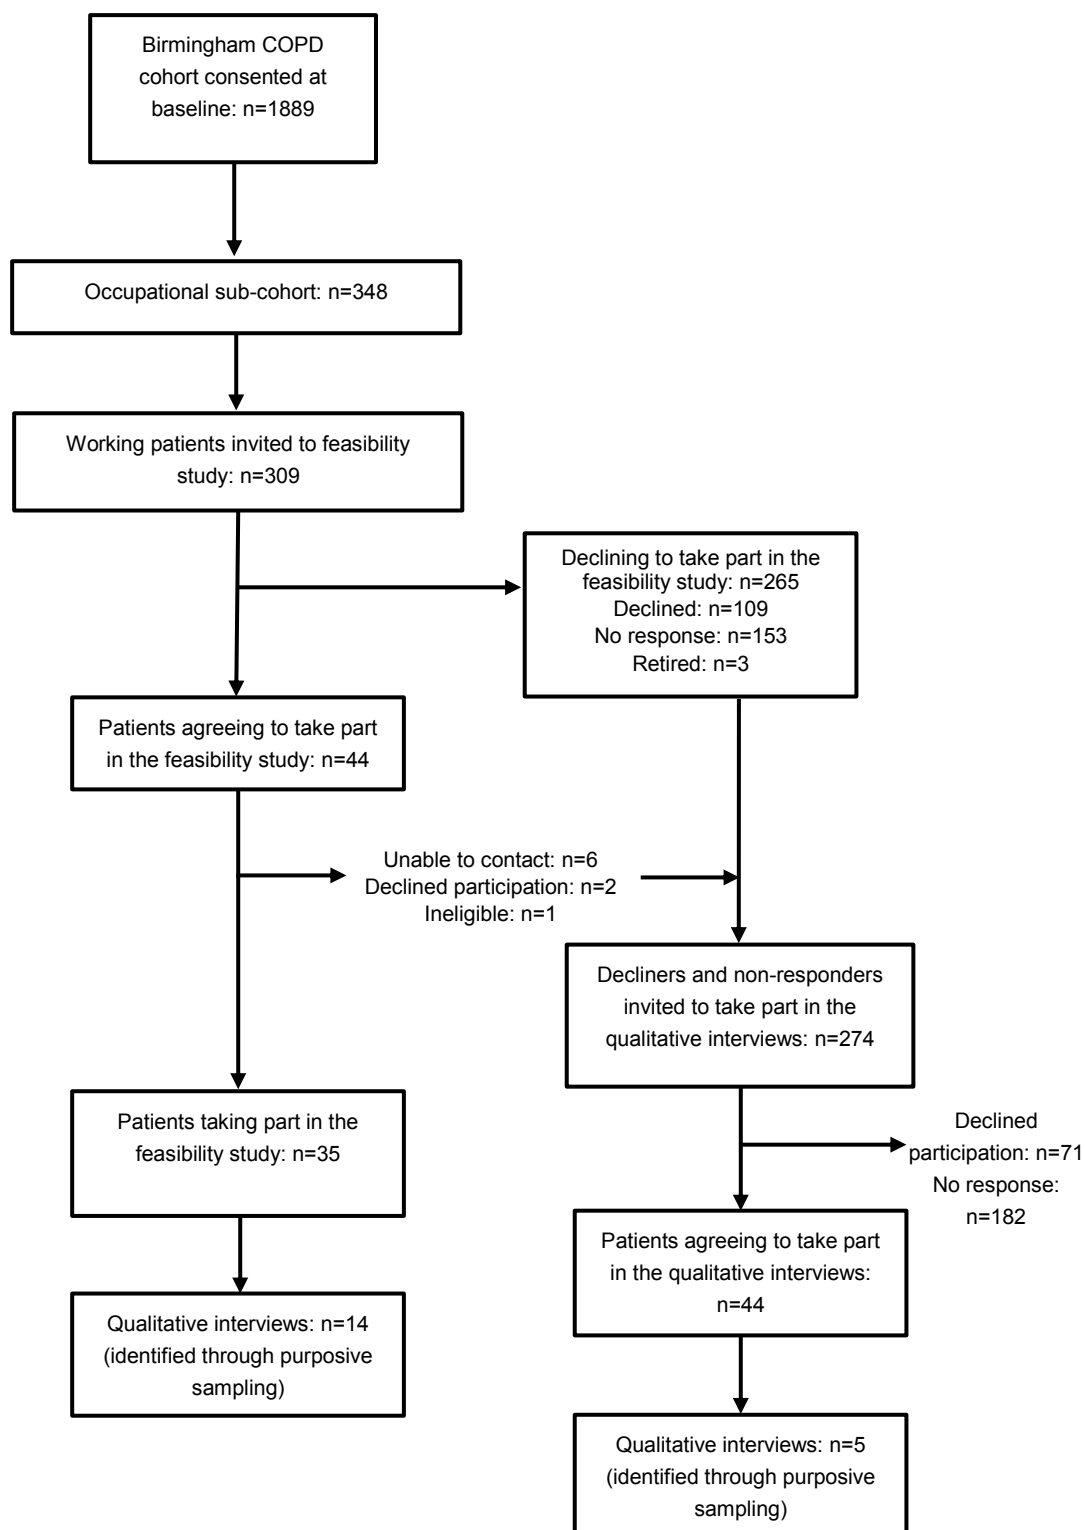 Birmingham COPD
cohort consented at
baseline: n=1889
Occupational sub-cohort: n=348
Working patients invited to feasibility
study: n=309
Declining to take part in the
feasibility study: n=265
Declined: n=109
No response: n=153
Retired: n=3
Patients agreeing to take part
in the feasibility study: n=44
Unable to contact: n=6
Declined participation: n=2
Ineligible: n=1
Decliners and non-responders
invited to take part in the
qualitative interviews: n=274
Patients taking part in the
feasibility study: n=35
Declined
participation: n=71
No response:
n=182
Patients agreeing to take part
in the qualitative interviews:
n=44
Qualitative interviews: n=14
(identified through purposive
sampling)
Qualitative interviews: n=5
(identified through purposive
sampling)